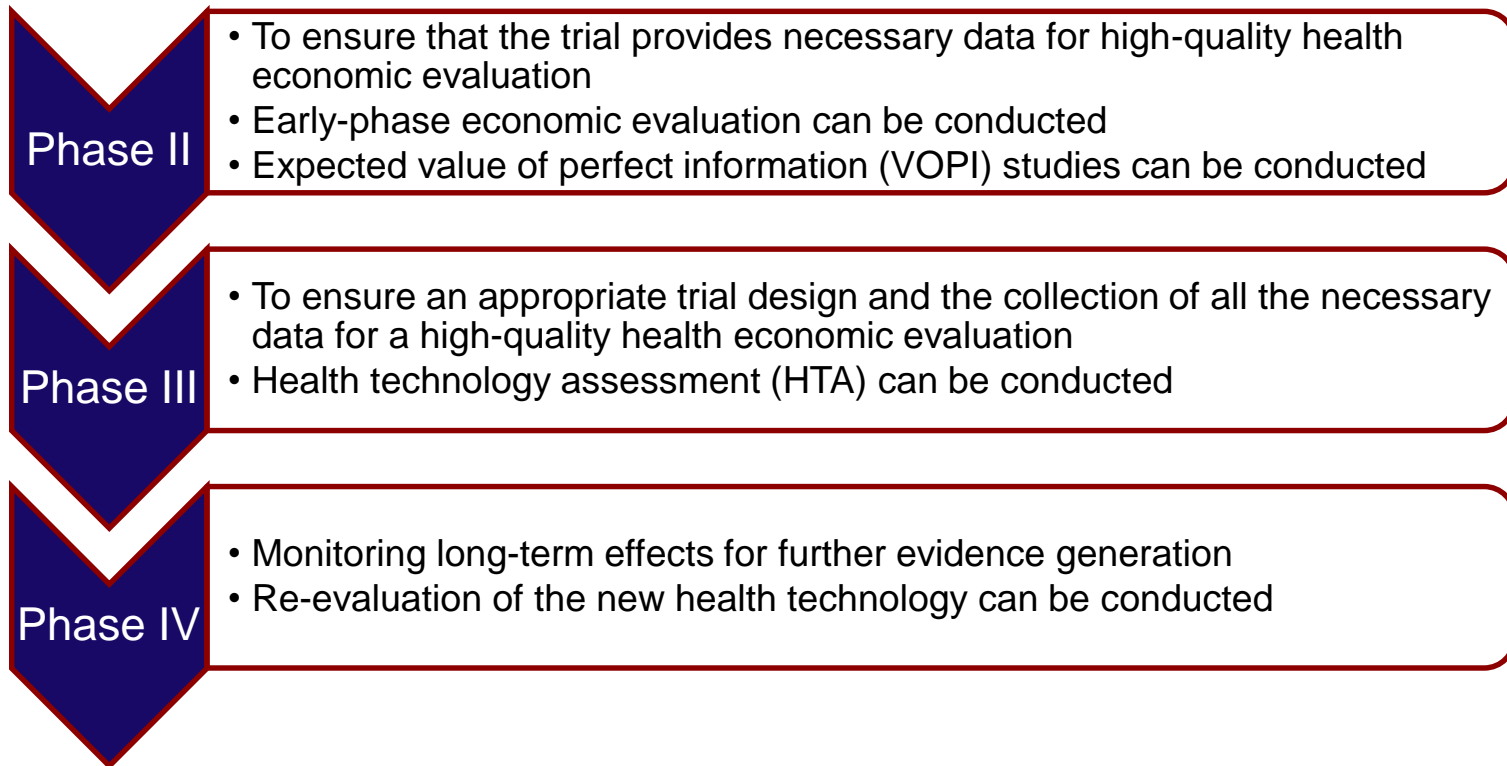 Phase II
• To ensure that the trial provides necessary data for high-quality health
economic evaluation
• Early-phase economic evaluation can be conducted
• Expected value of perfect information (VOPI) studies can be conducted
Phase III
• To ensure an appropriate trial design and the collection of all the necessary
data for a high-quality health economic evaluation
• Health technology assessment (HTA) can be conducted
Phase IV
• Monitoring long-term effects for further evidence generation
• Re-evaluation of the new health technology can be conducted